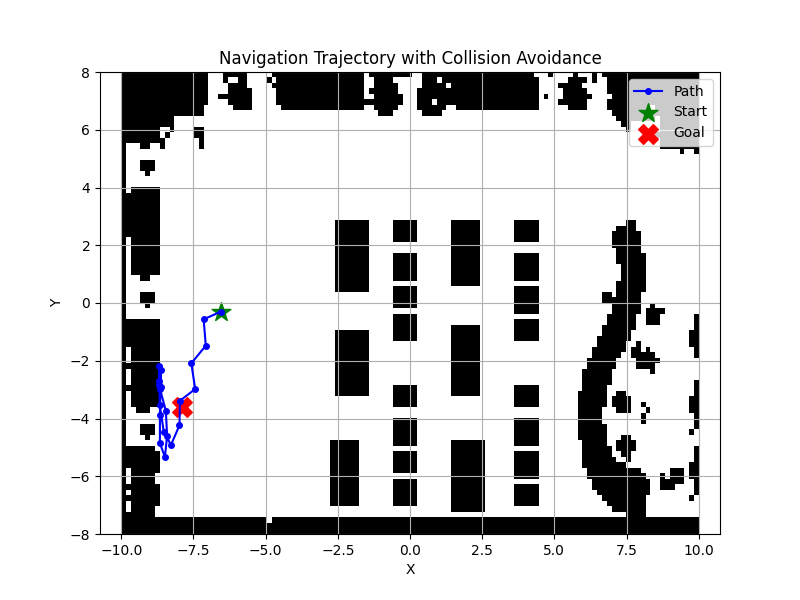 Navigation Trajectory with Collision Avoidance
Path
Start
Goal
8
6
4
2
0
−2
−4
−6
−8
Y
−10.0 −7.5 −5.0 −2.5 0.0 2.5 5.0 7.5 10.0
X